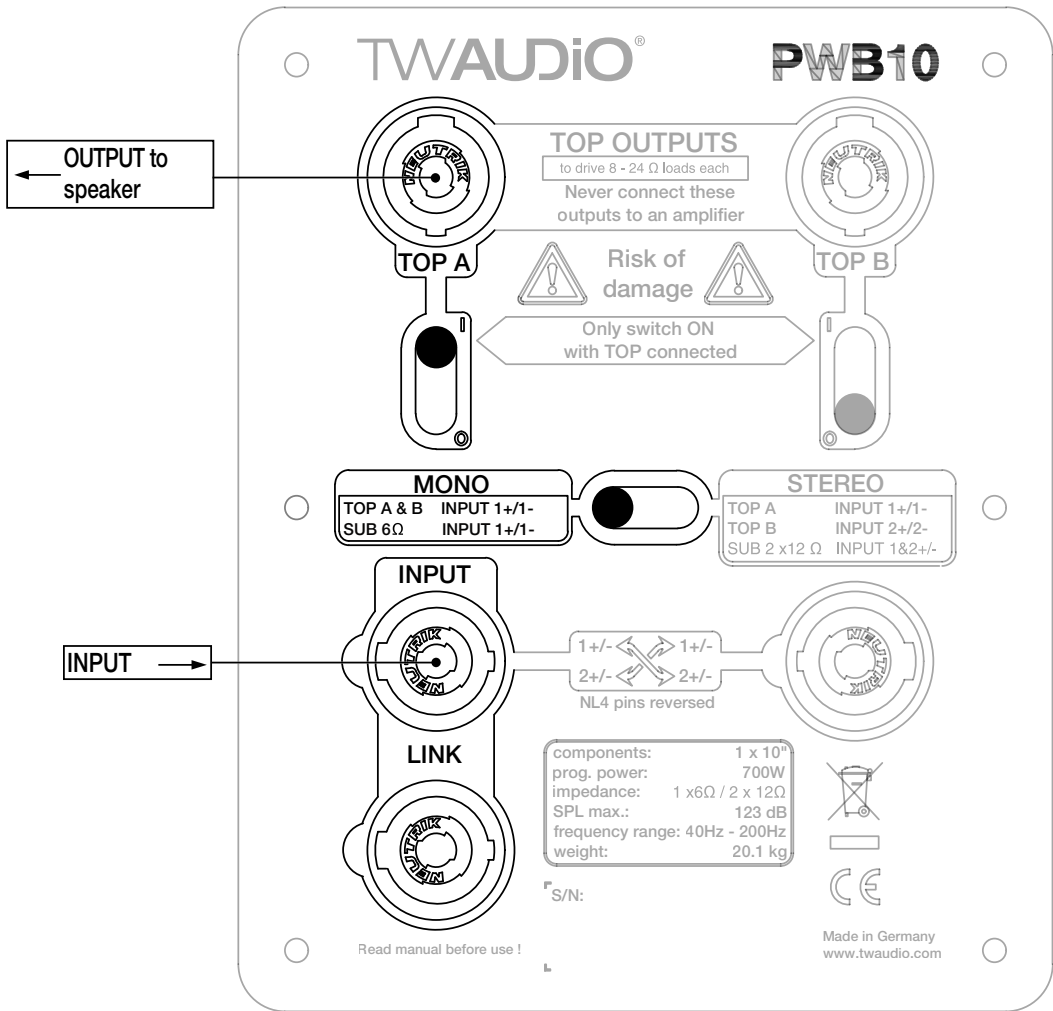 TWAUDiO®
PWB10
OUTPUT to
speaker
NEUTRIK
TOP OUTPUTS
to drive 8 - 24 Ω loads each
Never connect these
outputs to an amplifier
NEUTRIK
TOP A
Risk of
damage
TOP B
I
Only switch ON
with TOP connected
I
O
O
MONO
TOP A & B INPUT 1+/1-
SUB 6Ω INPUT 1+/1-
STEREO
TOP A INPUT 1+/1-
TOP B INPUT 2+/2-
SUB 2 x12 Ω INPUT 1&2+/-
INPUT
INPUT
NEUTRIK
1+/- 1+/-
2+/- 2+/-
NL4 pins reversed
NEUTRIK
LINK
NEUTRIK
components: 1 x 10"
prog. power: 700W
impedance: 1 x6Ω / 2 x 12Ω
SPL max.: 123 dB
frequency range: 40Hz - 200Hz
weight: 20.1 kg
S/N:
CE
Read manual before use !
Made in Germany
www.twaudio.com